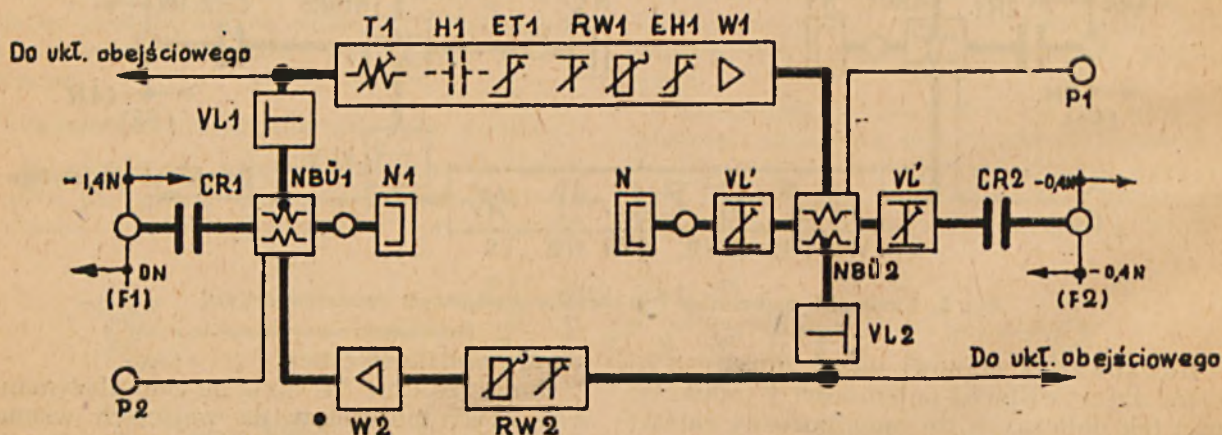 T1 H1 ET1 RW1 EH1 W1
Do ukł. obejściowego
P1
VL1
-1,4N
CR1
NBÜ1
N1
N
VL'
VL'
CR2
-0,4N
0N
(F1)
NBÜ2
-0,4N
(F2)
VL2
Do ukł. obejściowego
P2
W2
RW2